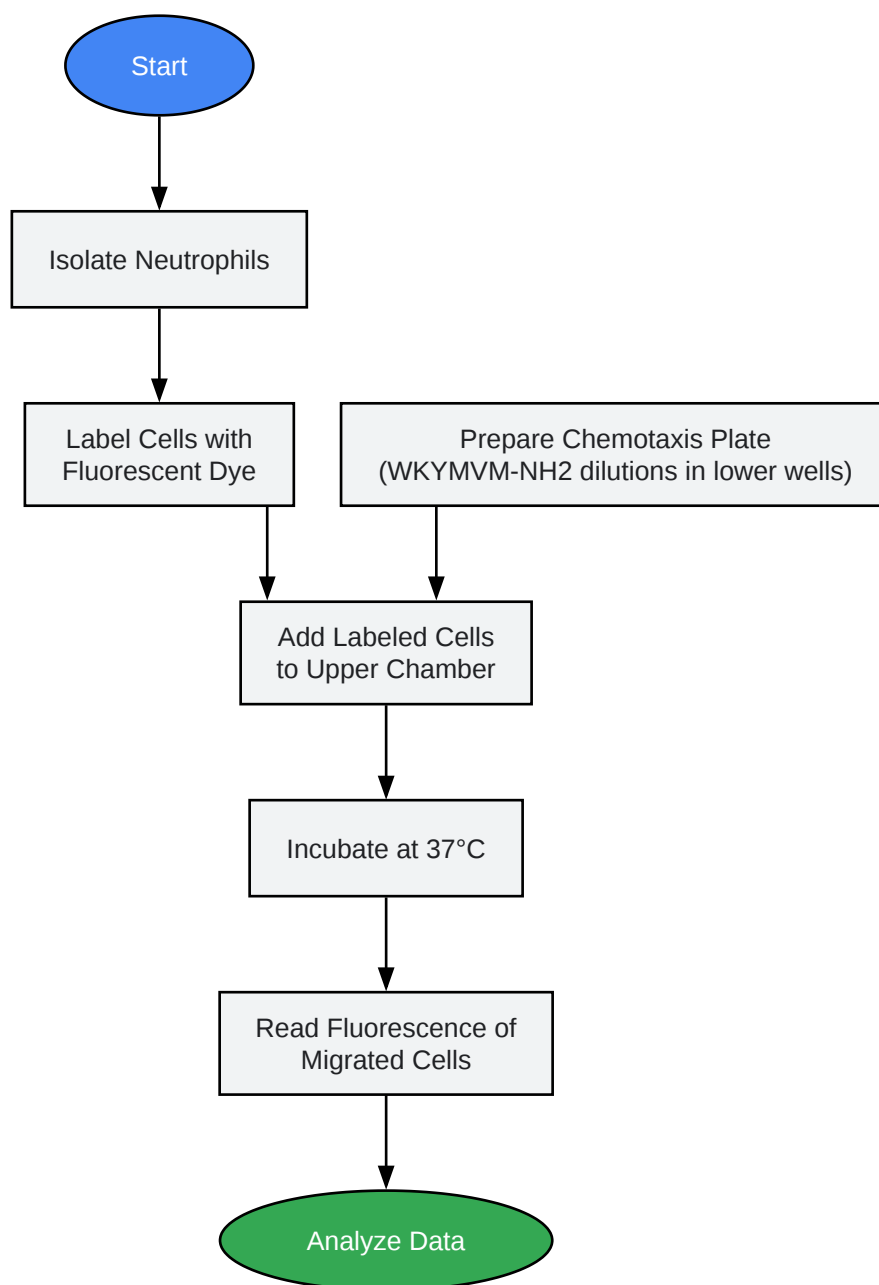 Start
Isolate Neutrophils
Label Cells with
Fluorescent Dye
Prepare Chemotaxis Plate
(WKYMVM-NH2 dilutions in lower wells)
Add Labeled Cells
to Upper Chamber
Incubate at 37°C
Read Fluorescence of
Migrated Cells
Analyze Data